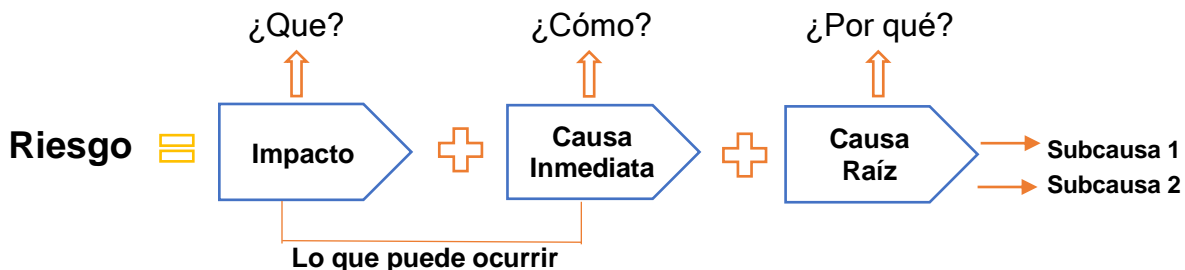 ¿Que?
¿Cómo?
¿Por qué?
Riesgo
Impacto
Causa
Inmediata
Causa
Raíz
Subcausa 1
Subcausa 2
Lo que puede ocurrir